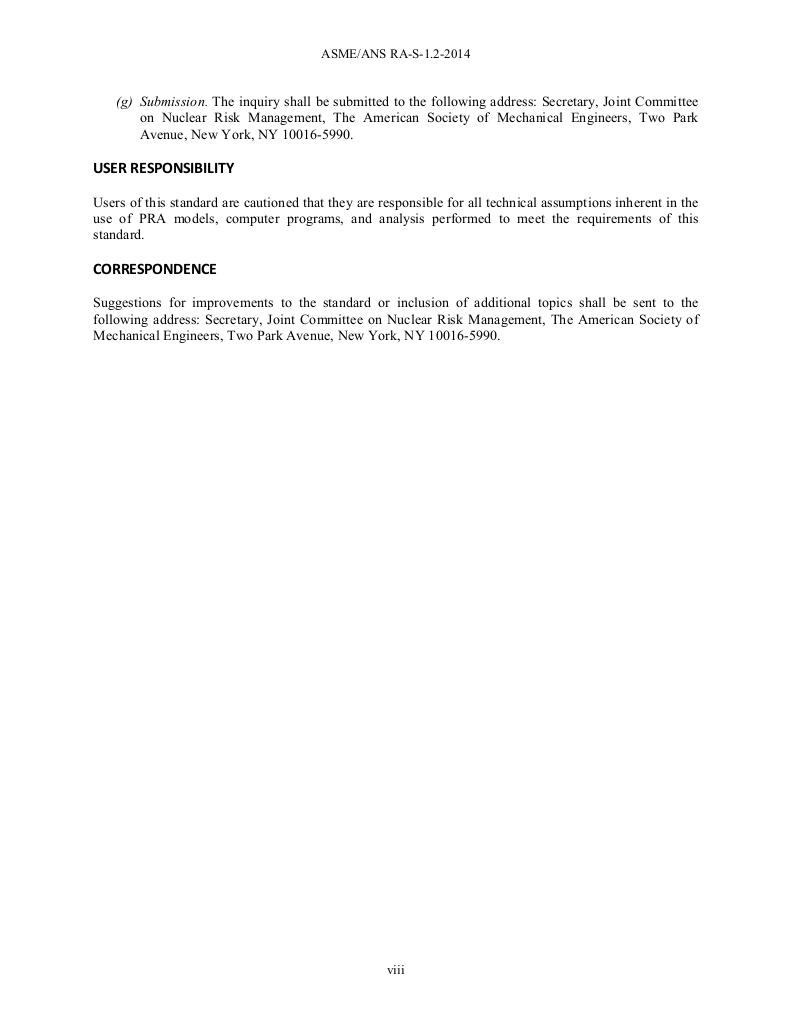 ASME/ANS RA-S-1.2-2014
(g) Submission. The inquiry shall be submitted to the following address: Secretary, Joint Committee
on Nuclear Risk Management, The American Society of Mechanical Engineers, Two Park
Avenue, New York, NY 10016-5990.
USER RESPONSIBILITY
Users of this standard are cautioned that they are responsible for all technical assumptions inherent in the
use of PRA models, computer programs, and analysis performed to meet the requirements of this
standard.
CORRESPONDENCE
Suggestions for improvements to the standard or inclusion of additional topics shall be sent to the
following address: Secretary, Joint Committee on Nuclear Risk Management, The American Society of
Mechanical Engineers, Two Park Avenue, New York, NY 10016-5990.
viii